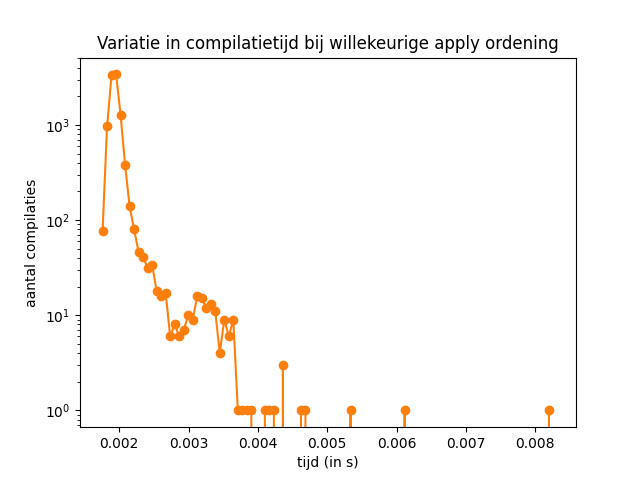 Variatie in compilatietijd bij willekeurige apply ordening
aantal compilaties
10³
10²
10¹
10⁰
0.002 0.003 0.004 0.005 0.006 0.007 0.008
tijd (in s)